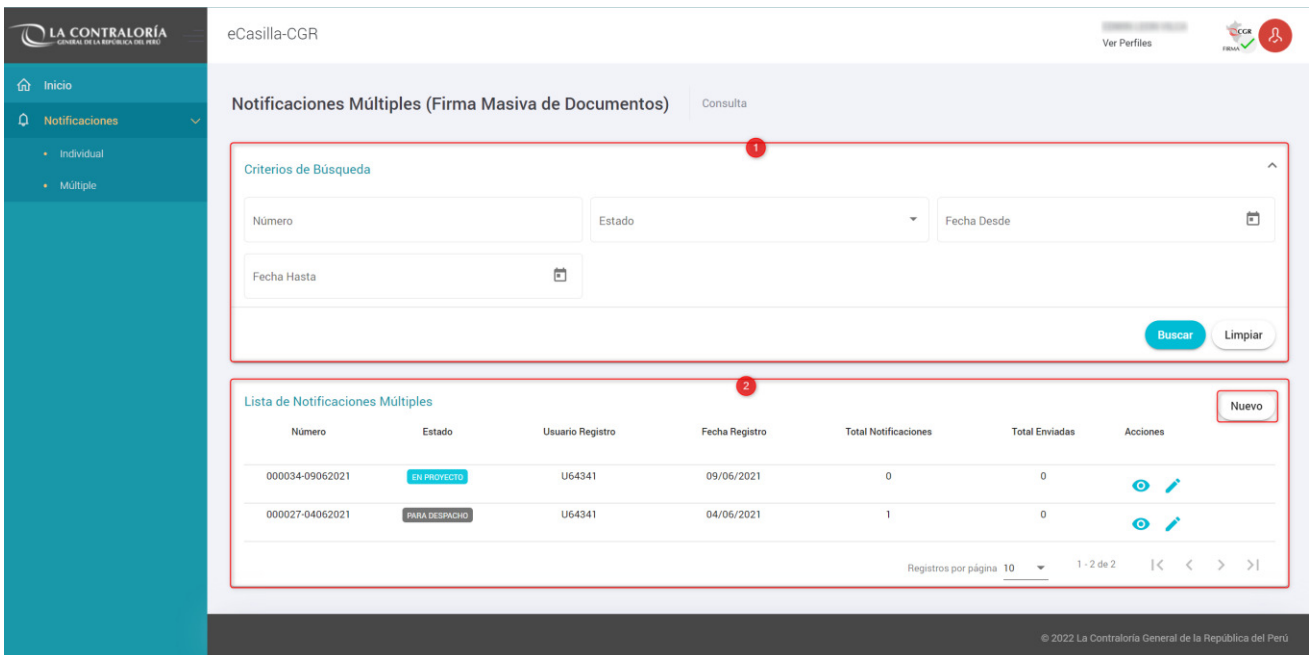 LA CONTRALORÍA
GENERAL DE LA REPÚBLICA DEL PERÚ
eCasilla-CGR
Ver Perfiles
CGR
FIRMA
Inicio
Notificaciones
Individual
Múltiple
Notificaciones Múltiples (Firma Masiva de Documentos) Consulta
1
Criterios de Búsqueda
Número Estado Fecha Desde
Fecha Hasta
Buscar Limpiar
2
Lista de Notificaciones Múltiples Nuevo
Número Estado Usuario Registro Fecha Registro Total Notificaciones Total Enviadas Acciones
000034-09062021 EN PROYECTO U64341 09/06/2021 0 0
000027-04062021 PARA DESPACHO U64341 04/06/2021 1 0
Registros por página 10 1 - 2 de 2
© 2022 La Contraloría General de la República del Perú